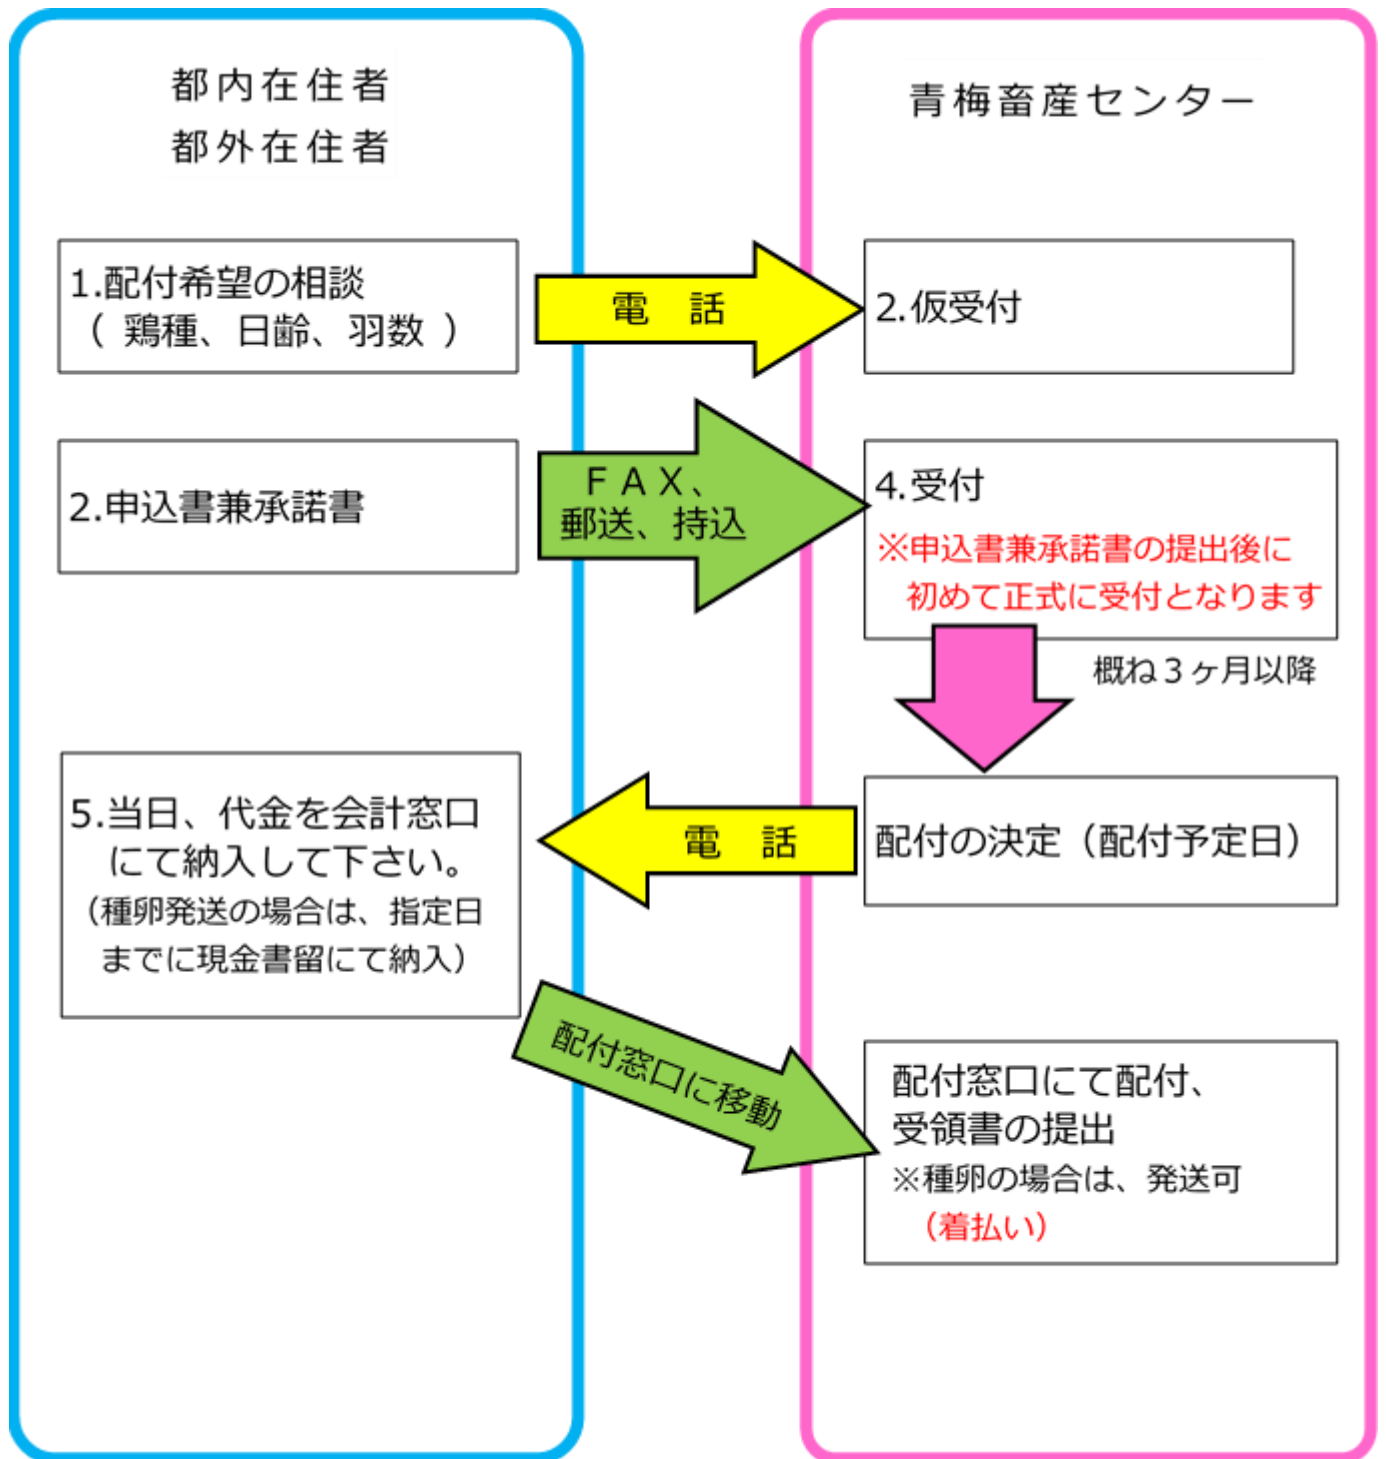 都内在住者
都外在住者
青梅畜産センター
1.配付希望の相談
（ 鶏種、日齢、羽数 ）
電　話
2.仮受付
2.申込書兼承諾書
ＦＡＸ、
郵送、持込
4.受付
※申込書兼承諾書の提出後に
初めて正式に受付となります
概ね３ヶ月以降
配付の決定（配付予定日）
電　話
5.当日、代金を会計窓口
にて納入して下さい。
（種卵発送の場合は、指定日
までに現金書留にて納入）
配付窓口に移動
配付窓口にて配付、
受領書の提出
※種卵の場合は、発送可
（着払い）